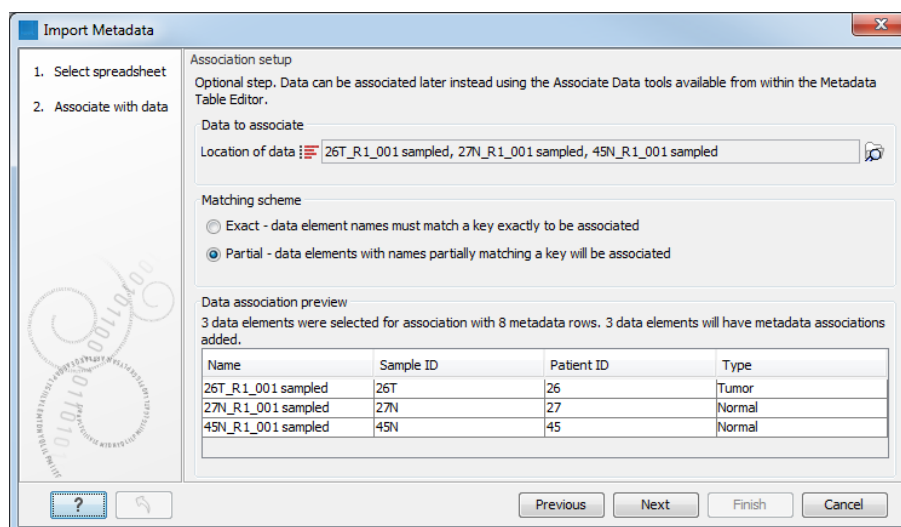 Import Metadata
1. Select spreadsheet
2. Associate with data
Association setup
Optional step. Data can be associated later instead using the Associate Data tools available from within the Metadata
Table Editor.
Data to associate
Location of data 26T_R1_001 sampled, 27N_R1_001 sampled, 45N_R1_001 sampled
Matching scheme
Exact - data element names must match a key exactly to be associated
Partial - data elements with names partially matching a key will be associated
Data association preview
3 data elements were selected for association with 8 metadata rows. 3 data elements will have metadata associations
added.
Name Sample ID Patient ID Type
26T_R1_001 sampled 26T 26 Tumor
27N_R1_001 sampled 27N 27 Normal
45N_R1_001 sampled 45N 45 Normal
? Previous Next Finish Cancel